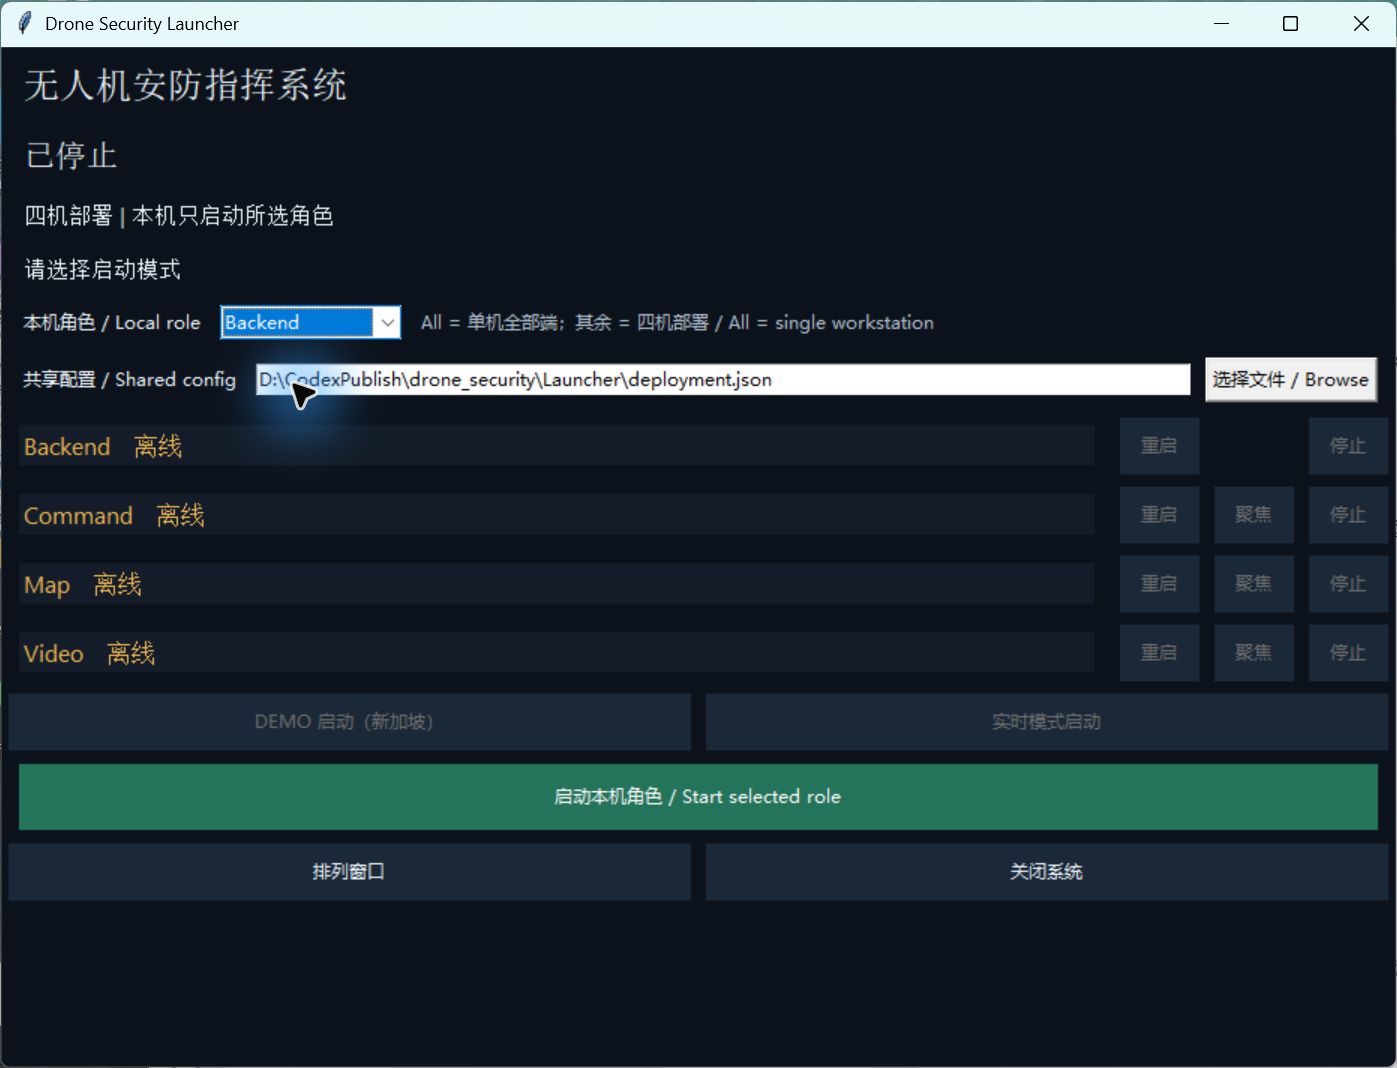 Drone Security Launcher
无人机安防指挥系统
已停止
四机部署 | 本机只启动所选角色
请选择启动模式
本机角色 / Local role Backend All = 单机全部端；其余 = 四机部署 / All = single workstation
共享配置 / Shared config D:\CodexPublish\drone_security\Launcher\deployment.json 选择文件 / Browse
Backend 离线 重启 停止
Command 离线 重启 聚焦 停止
Map 离线 重启 聚焦 停止
Video 离线 重启 聚焦 停止
DEMO 启动（新加坡） 实时模式启动
启动本机角色 / Start selected role
排列窗口 关闭系统